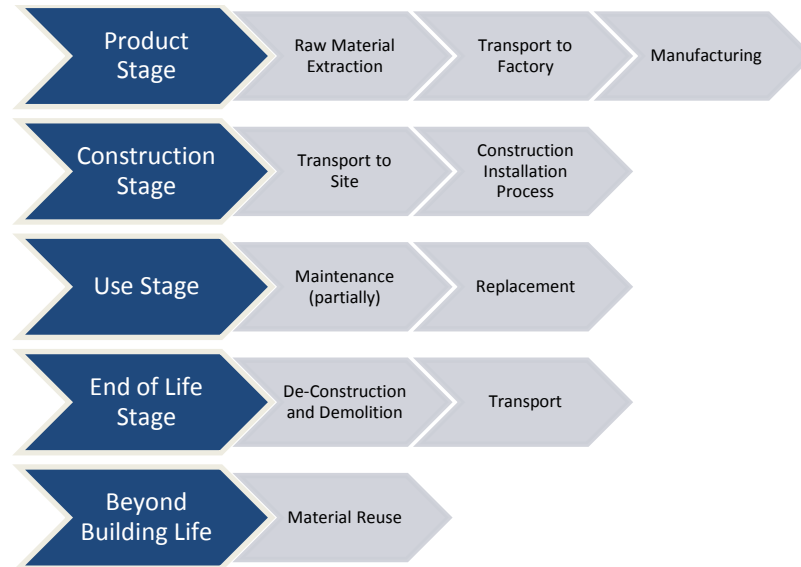 Product
Stage
Raw Material
Extraction
Transport to
Factory
Manufacturing
Construction
Stage
Transport to
Site
Construction
Installation
Process
Use Stage
Maintenance
(partially)
Replacement
End of Life
Stage
De-Construction
and Demolition
Transport
Beyond
Building Life
Material Reuse